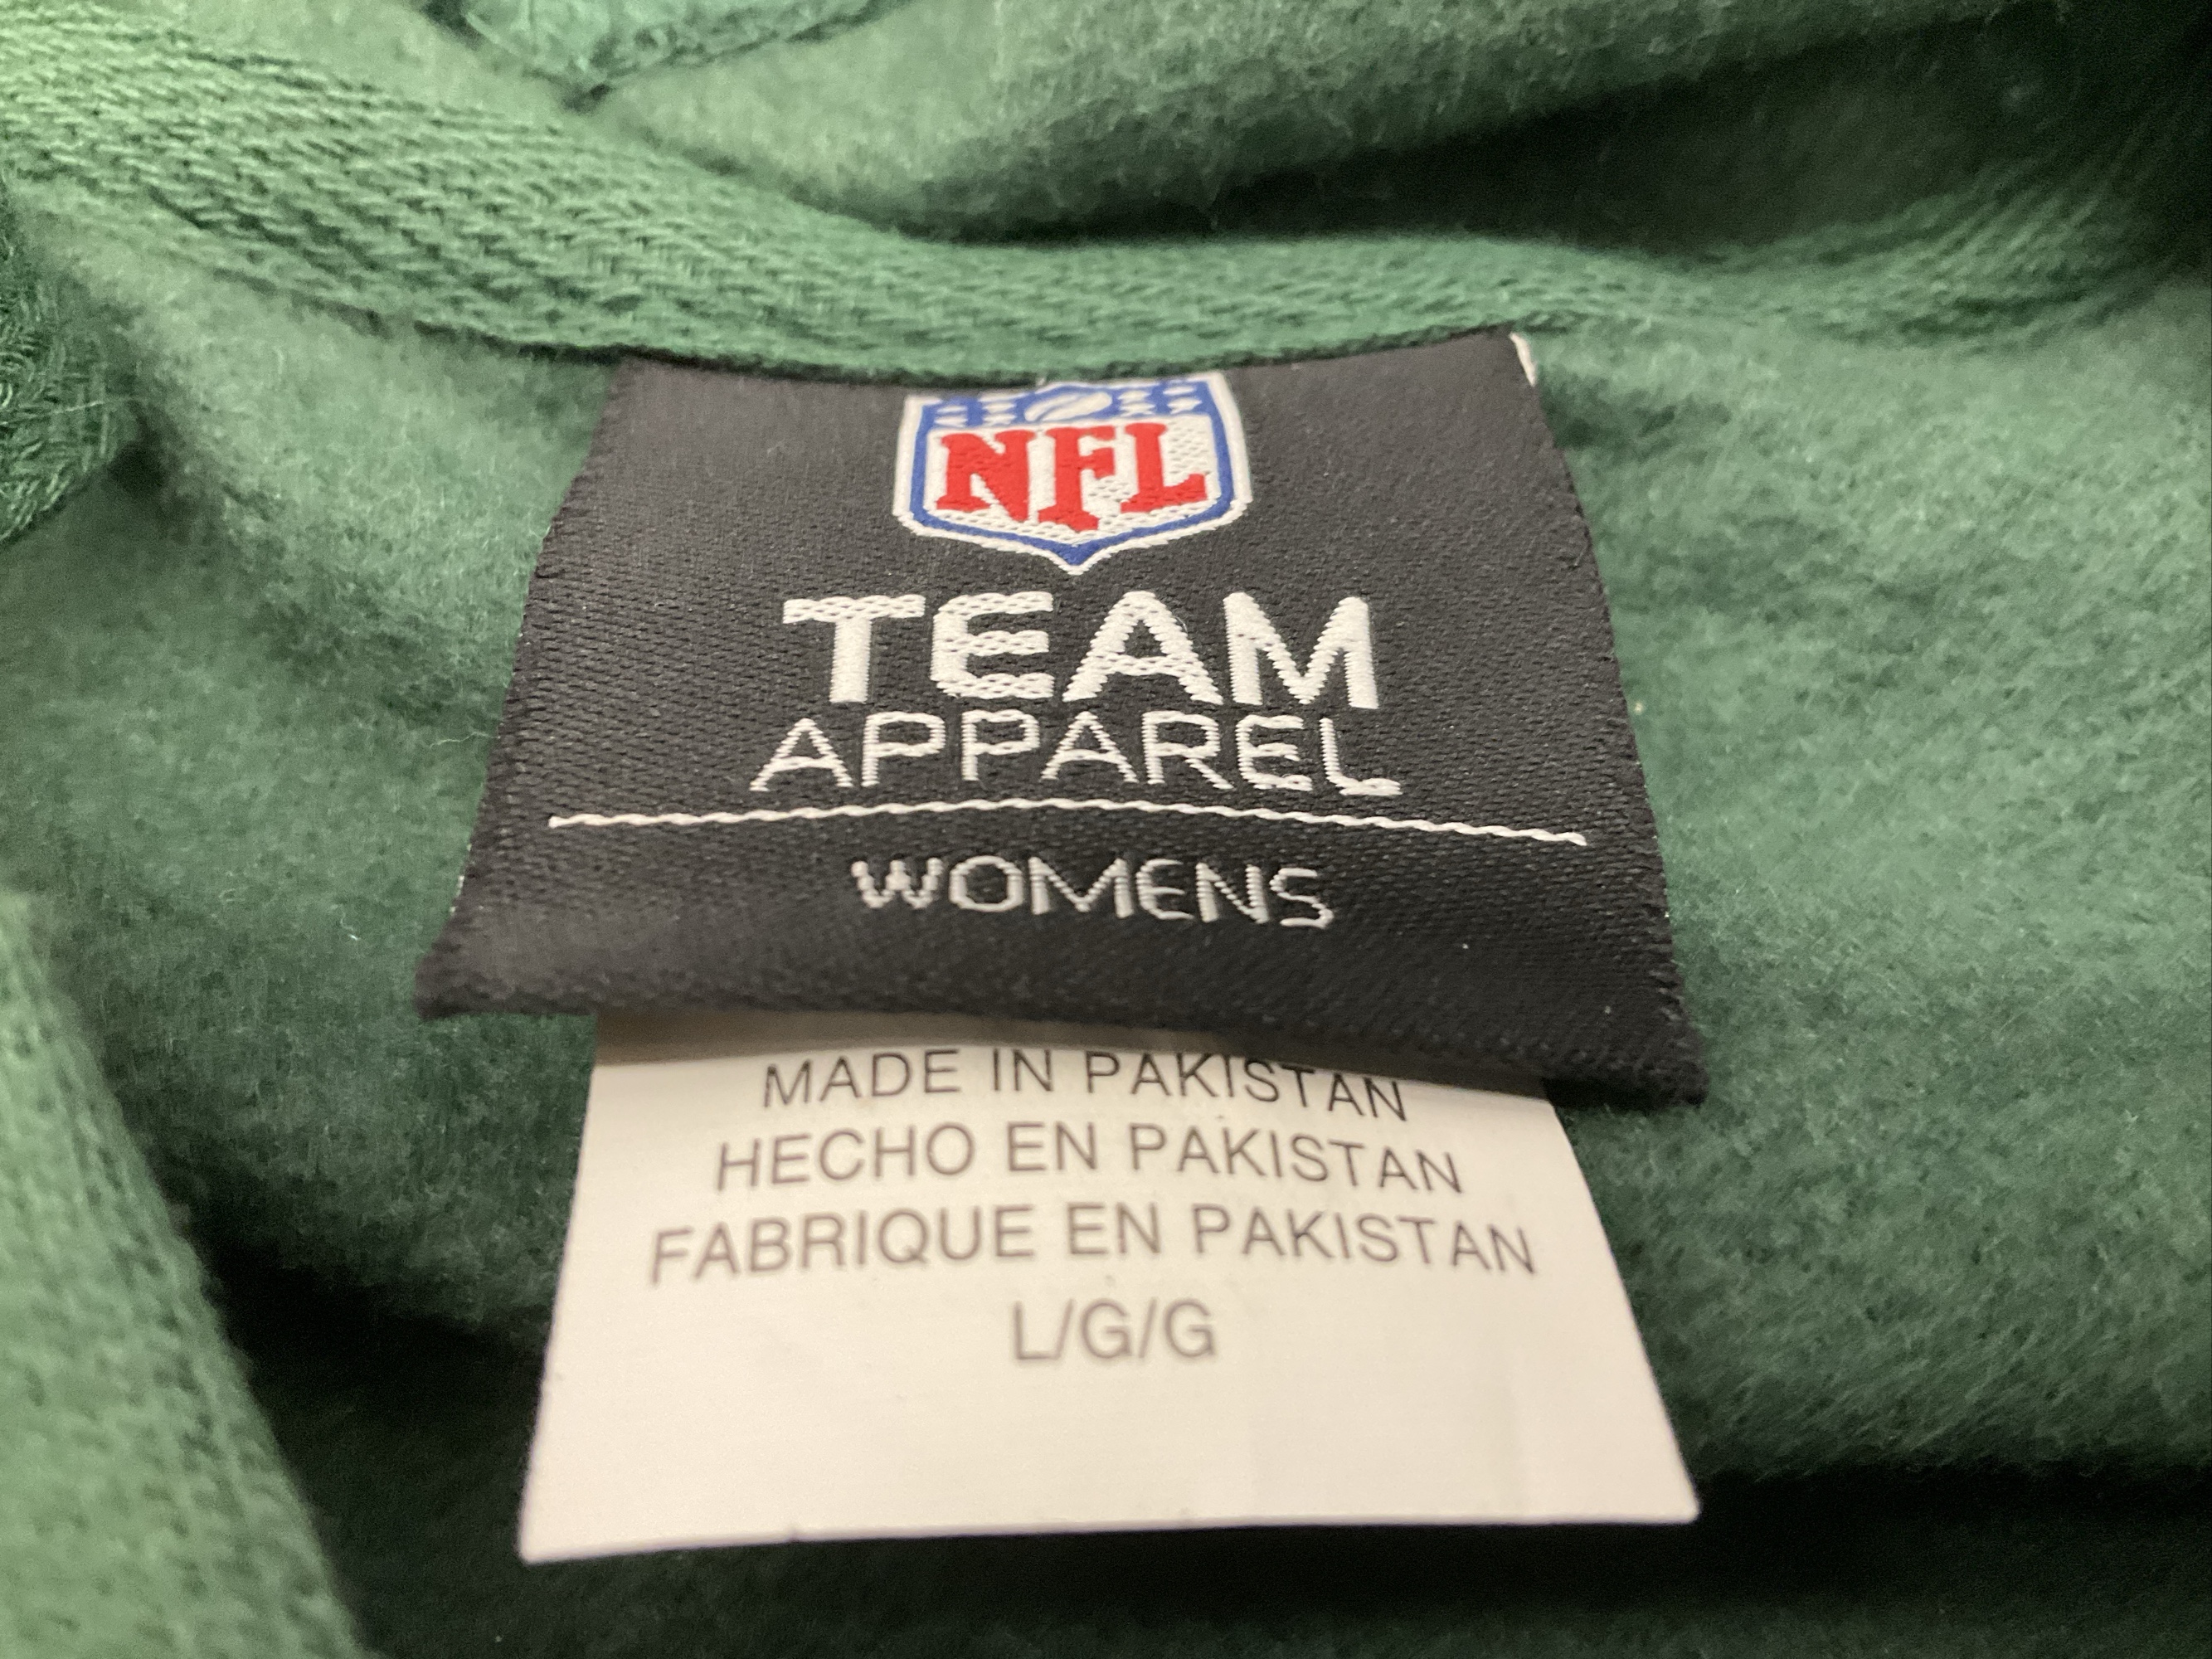 NFL
TEAM
APPAREL
WOMENS
MADE IN PAKISTAN
HECHO EN PAKISTAN
FABRIQUE EN PAKISTAN
L/G/G